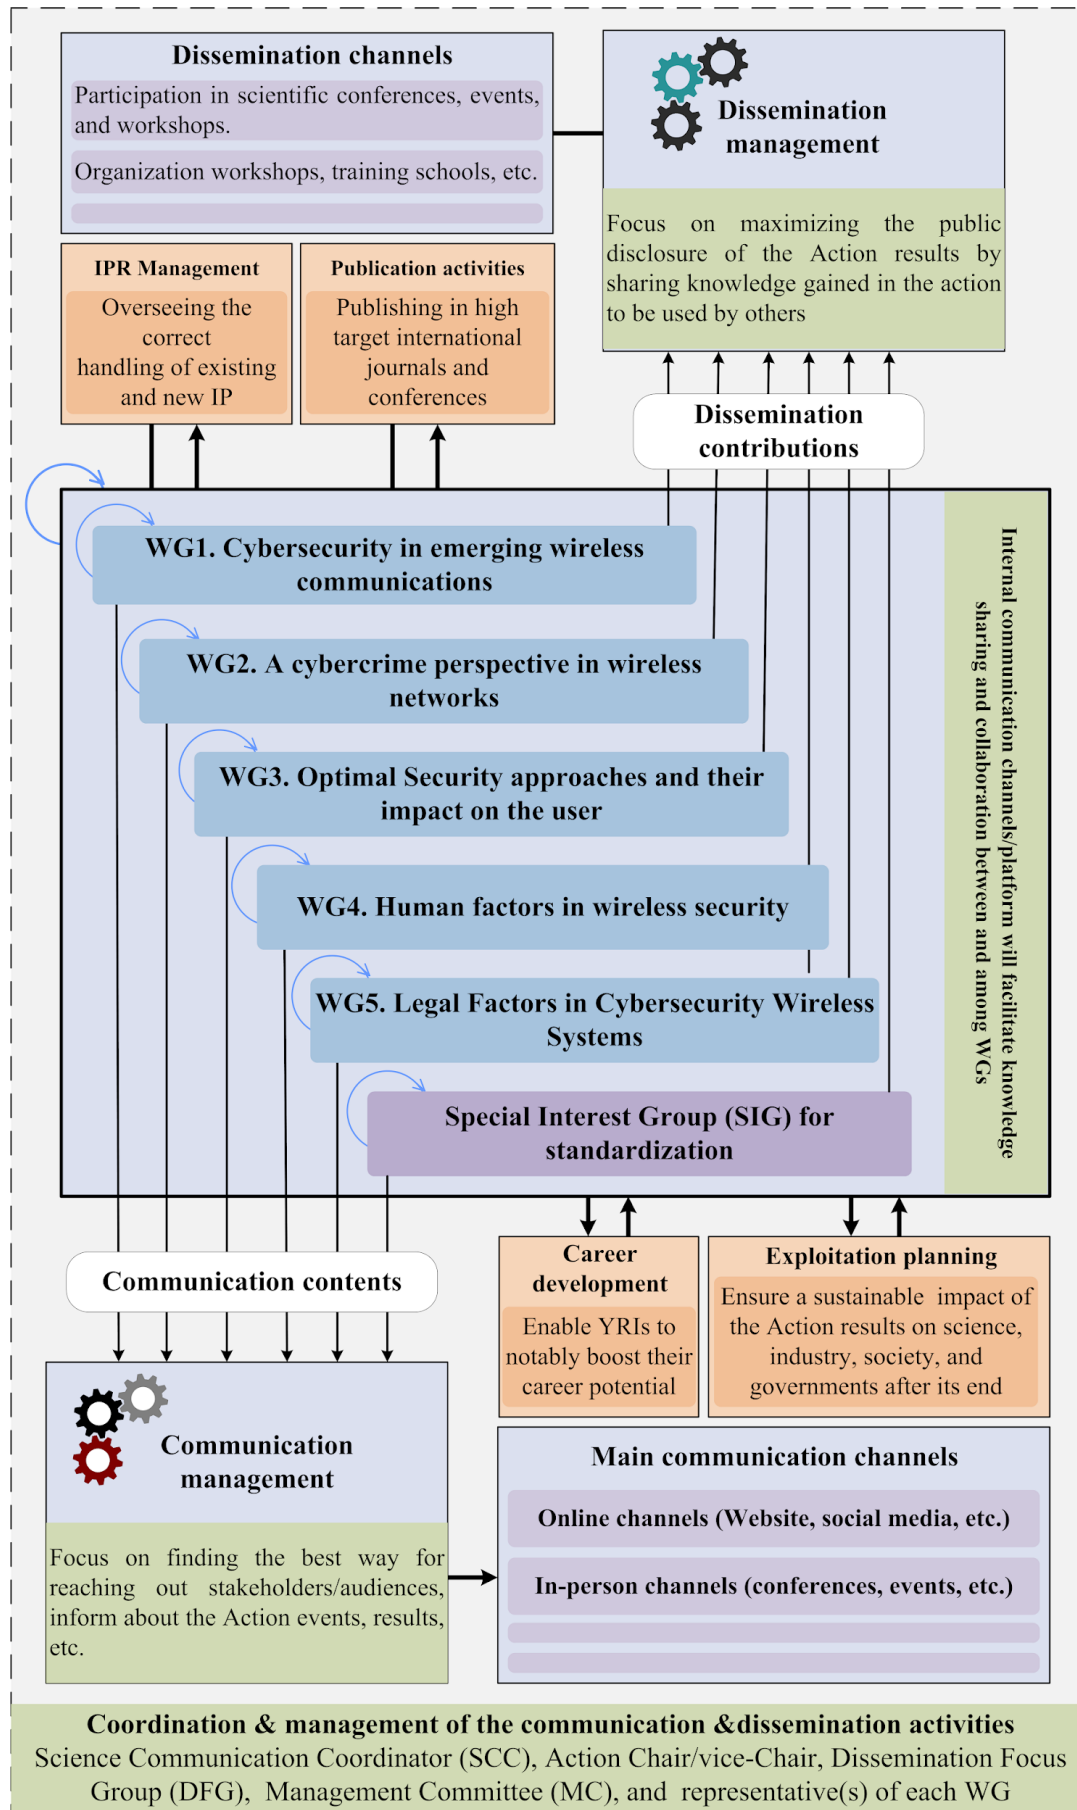 Dissemination channels
Participation in scientific conferences, events,
and workshops.
Organization workshops, training schools, etc.
Dissemination
management
Focus on maximizing the public
disclosure of the Action results by
sharing knowledge gained in the action
to be used by others
IPR Management
Overseeing the
correct
handling of existing
and new IP
Publication activities
Publishing in high
target international
journals and
conferences
Dissemination
contributions
WG1. Cybersecurity in emerging wireless
communications
WG2. A cybercrime perspective in wireless
networks
WG3. Optimal Security approaches and their
impact on the user
WG4. Human factors in wireless security
WG5. Legal Factors in Cybersecurity Wireless
Systems
Special Interest Group (SIG) for
standardization
Internal communication channels/platform will facilitate knowledge
sharing and collaboration between and among WGs
Communication contents
Career
development
Enable YRIs to
notably boost their
career potential
Exploitation planning
Ensure a sustainable impact of
the Action results on science,
industry, society, and
governments after its end
Communication
management
Focus on finding the best way for
reaching out stakeholders/audiences,
inform about the Action events, results,
etc.
Main communication channels
Online channels (Website, social media, etc.)
In-person channels (conferences, events, etc.)
Coordination & management of the communication &dissemination activities
Science Communication Coordinator (SCC), Action Chair/vice-Chair, Dissemination Focus
Group (DFG), Management Committee (MC), and representative(s) of each WG